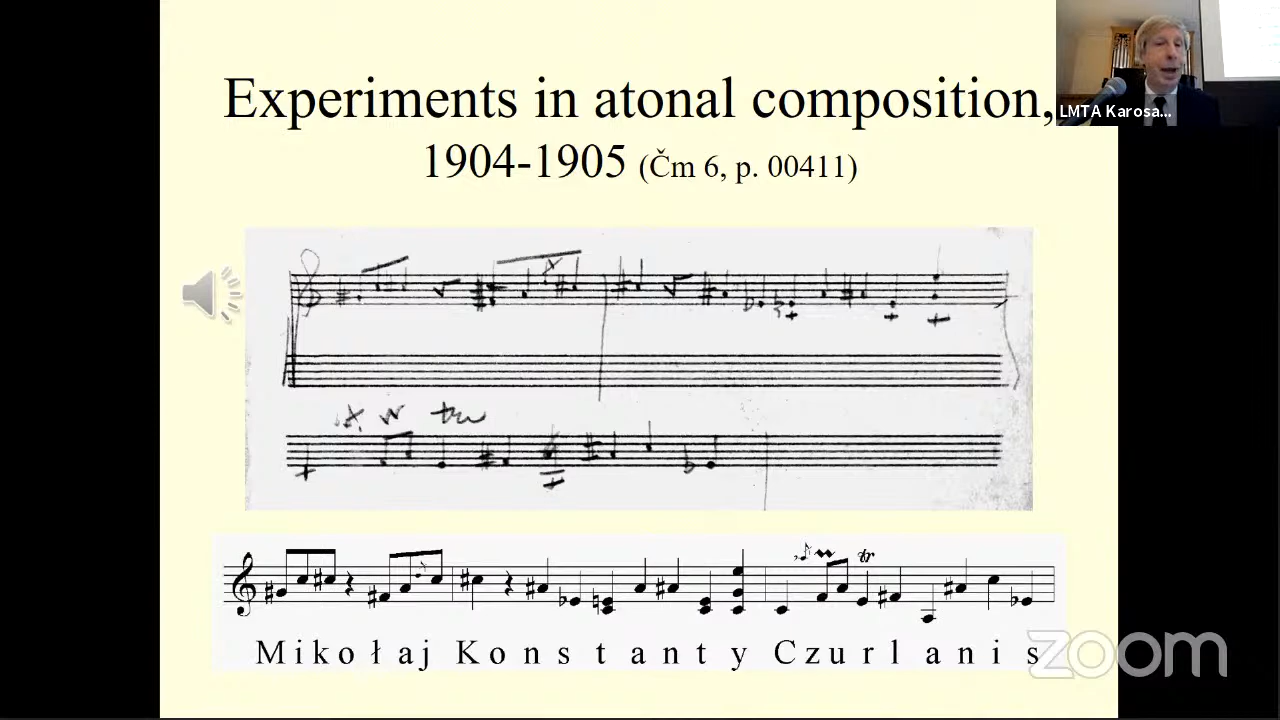 Experiments in atonal composition,
1904-1905 (Čm 6, p. 00411)
LMTA Karosa...
Mikołaj Konstanty Czurlanis
zoom